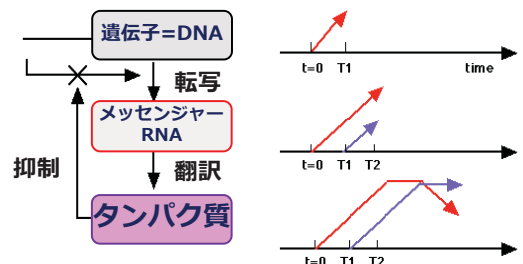 遺伝子=DNA
転写
メッセンジャー
RNA
抑制
翻訳
タンパク質
t=0 T1 time
t=0 T1 T2
t=0 T1 T2